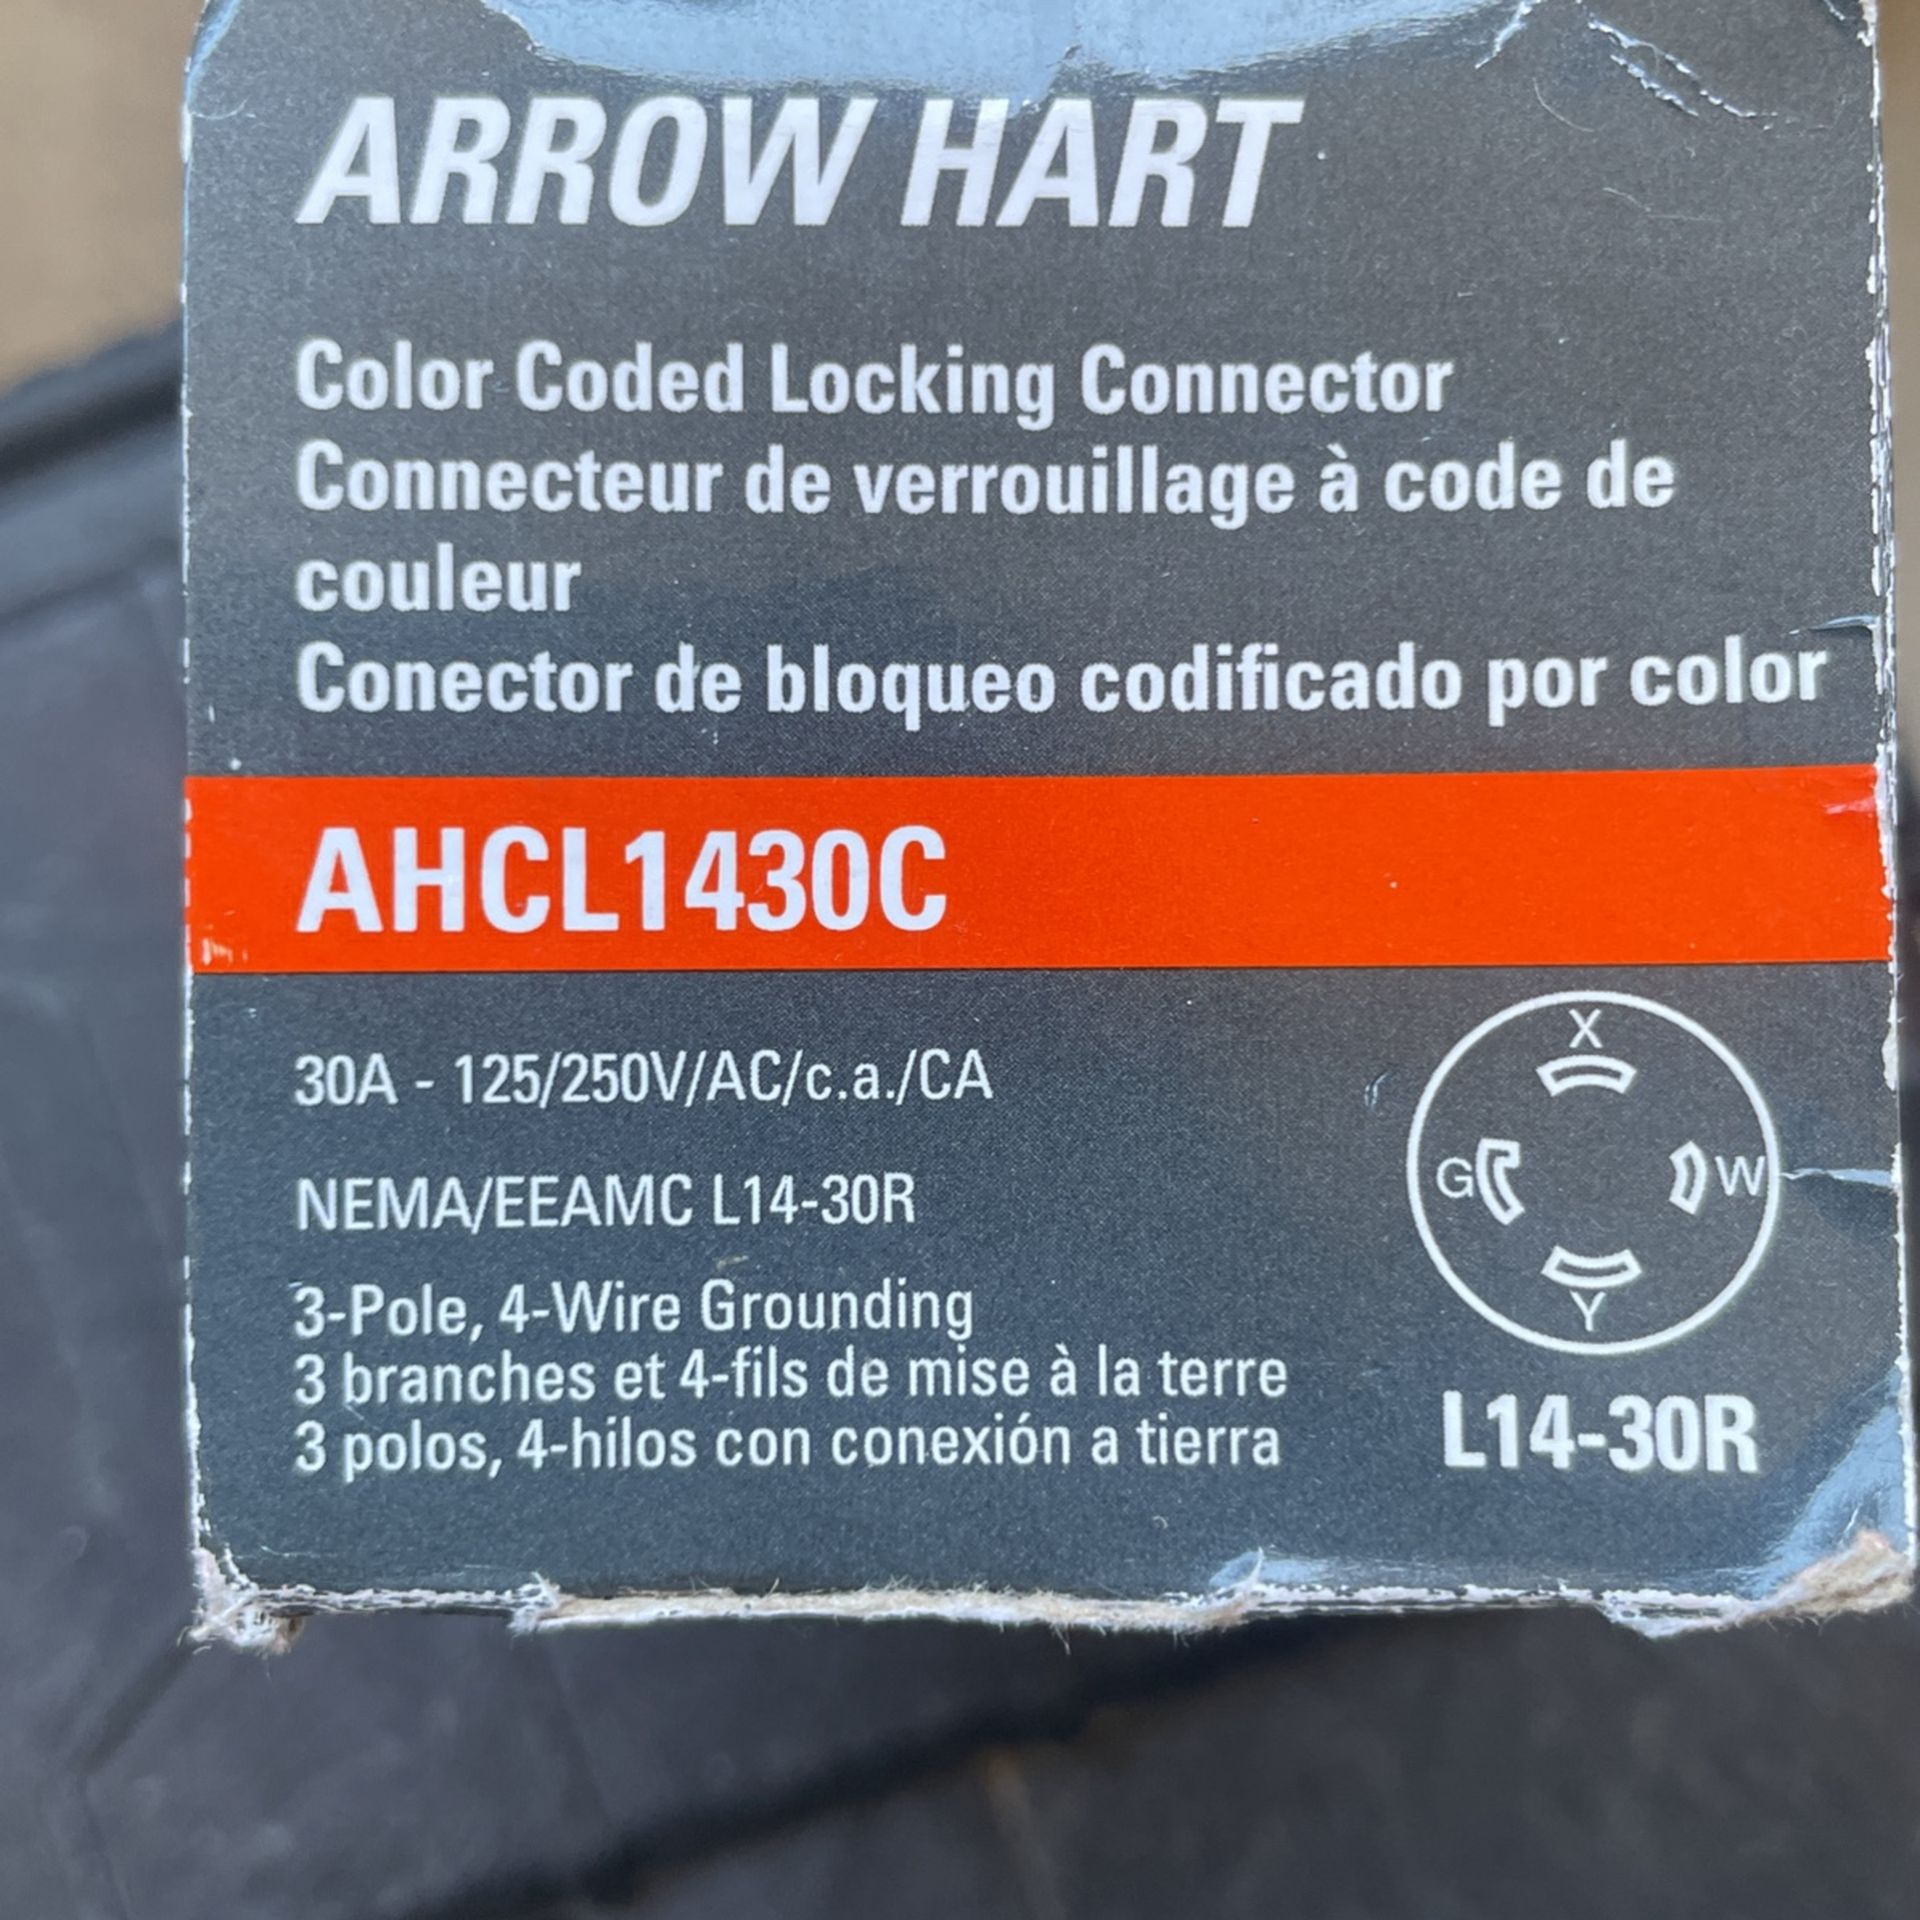 ARROW HART
Color Coded Locking Connector
Connecteur de verrouillage à code de
couleur
Conector de bloqueo codificado por color
AHCL1430C
30A - 125/250V/AC/c.a./CA
NEMA/EEAMC L14-30R
3-Pole, 4-Wire Grounding
3 branches et 4-fils de mise à la terre
3 polos, 4-hilos con conexión a tierra
X
G W
Y
L14-30R